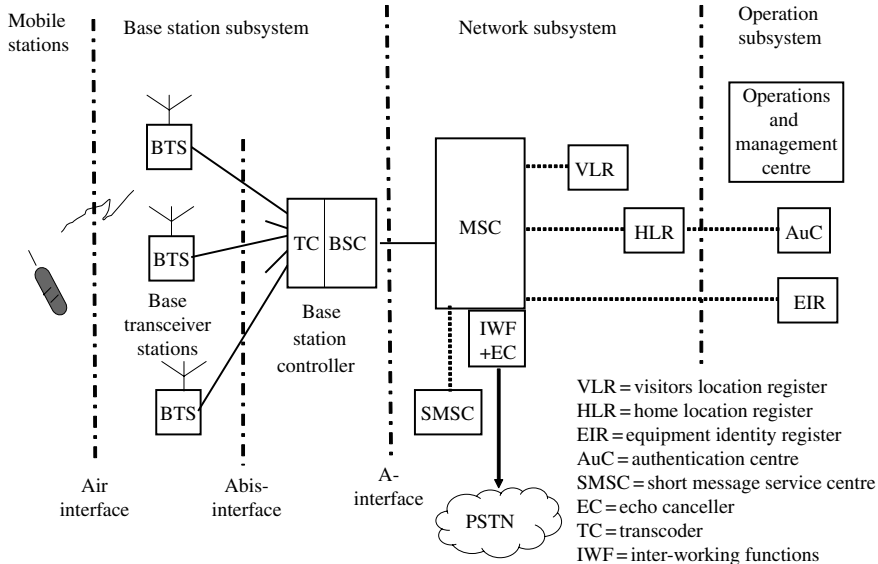 Mobile
stations
Base station subsystem
Network subsystem
Operation
subsystem
Operations
and
management
centre
BTS
VLR
TC
BSC
MSC
HLR
AuC
BTS
Base
transceiver
stations
Base
station
controller
EIR
IWF
+EC
BTS
SMSC
VLR = visitors location register
HLR = home location register
EIR = equipment identity register
AuC = authentication centre
SMSC = short message service centre
EC = echo canceller
TC = transcoder
IWF = inter-working functions
Air
interface
Abis-
interface
A-
interface
PSTN